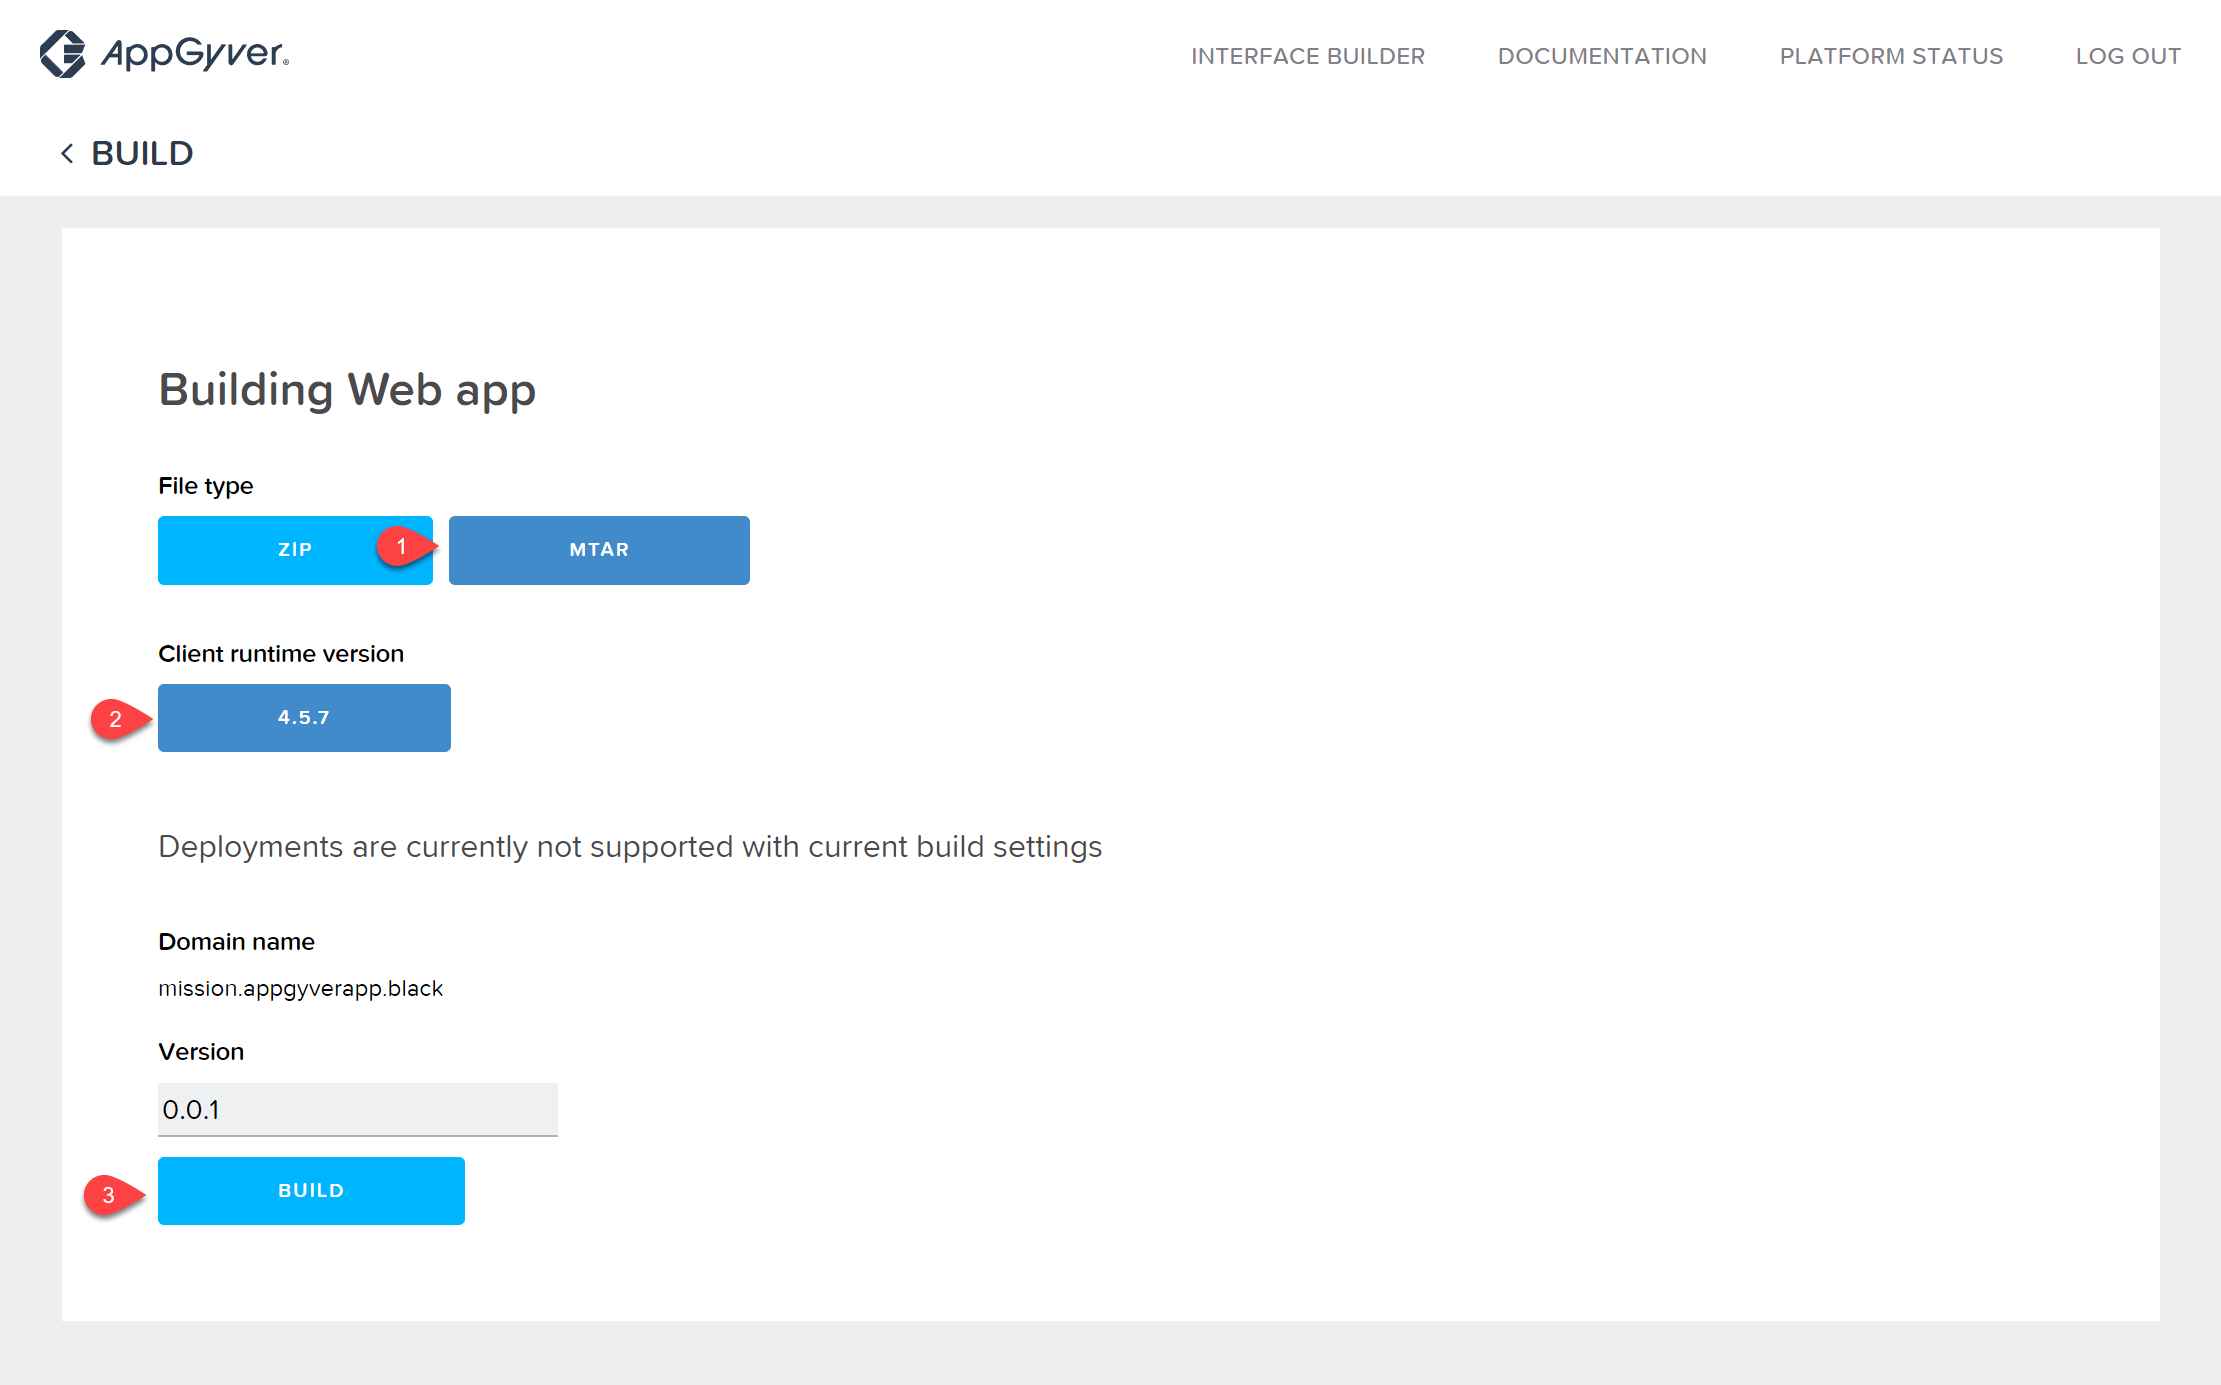 AppGyver®
INTERFACE BUILDER DOCUMENTATION PLATFORM STATUS LOG OUT
BUILD
Building Web app
File type
ZIP 1 MTAR
Client runtime version
2 4.5.7
Deployments are currently not supported with current build settings
Domain name
mission.appgyverapp.black
Version
0.0.1
3 BUILD